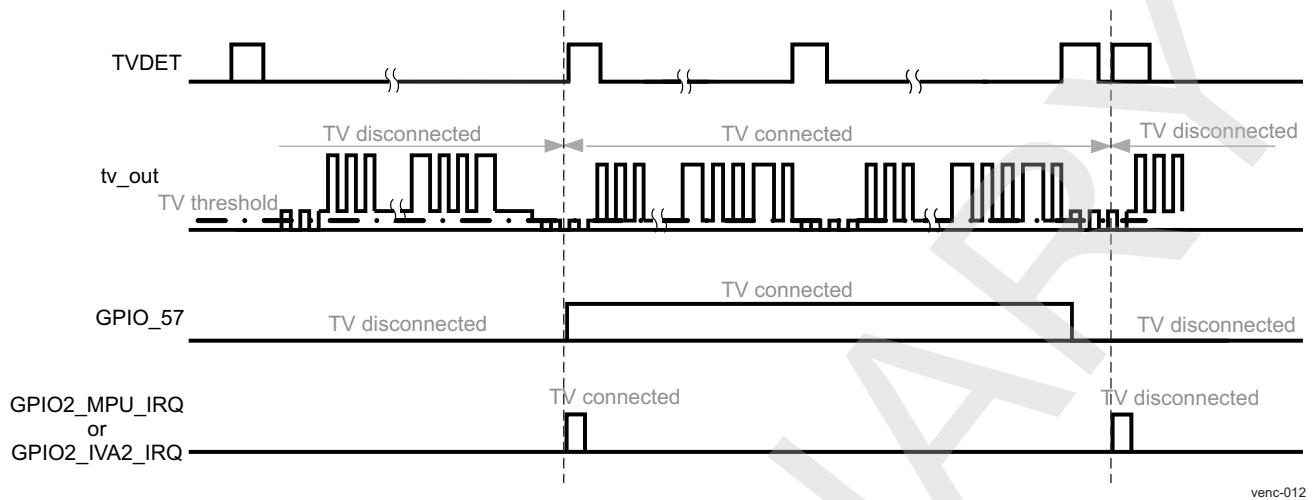 TVDET
TV disconnected
TV connected
TV disconnected
tv_out
TV threshold
TV connected
GPIO_57
TV disconnected
TV disconnected
TV connected
TV disconnected
GPIO2_MPU_IRQ
or
GPIO2_IVA2_IRQ
venc-012